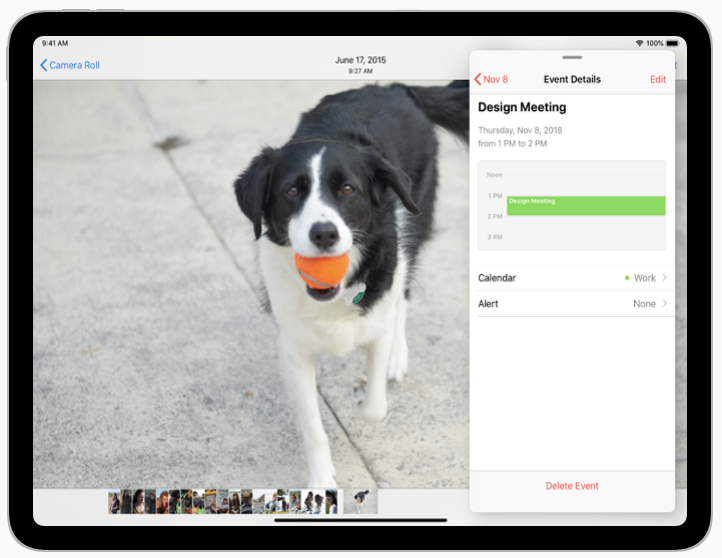 9:41 AM
100%
Camera Roll
June 17, 2015
9:27 AM
Nov 8
Event Details
Edit
Design Meeting
Thursday, Nov 8, 2018
from 1 PM to 2 PM
Noon
1 PM
Design Meeting
2 PM
3 PM
Calendar
Work
Alert
None
Delete Event